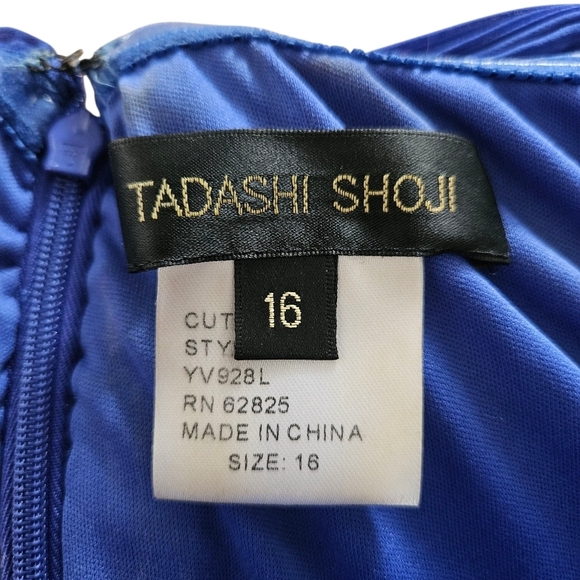 TADASHI SHOJI
16
CUT
STY
YV928L
RN 62825
MADE IN CHINA
SIZE: 16